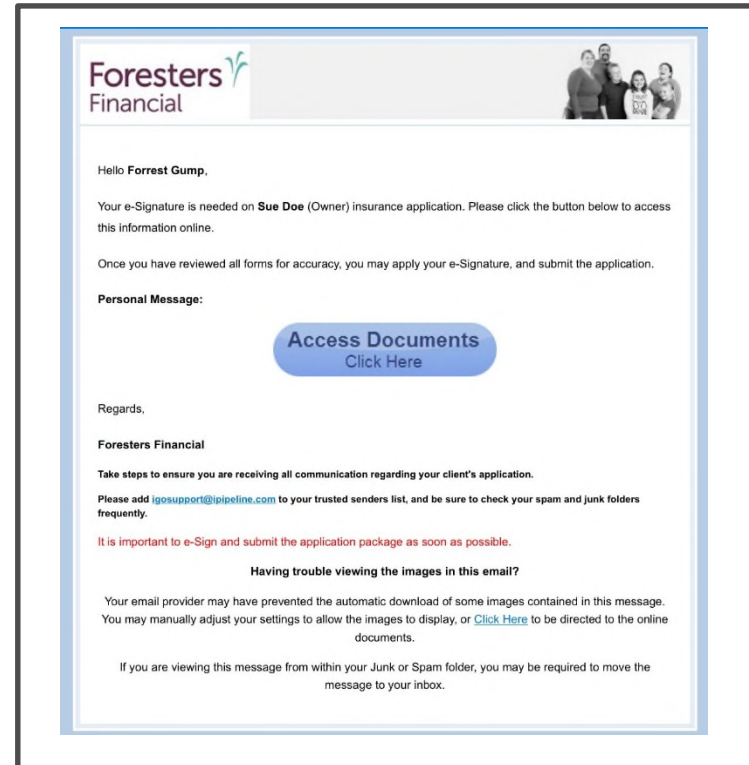 Foresters
Financial
Hello Forrest Gump,
Your e-Signature is needed on Sue Doe (Owner) insurance application. Please click the button below to access
this information online.
Once you have reviewed all forms for accuracy, you may apply your e-Signature, and submit the application.
Personal Message:
Access Documents
Click Here
Regards,
Foresters Financial
Take steps to ensure you are receiving all communication regarding your client's application.
Please add igosupport@ipipeline.com to your trusted senders list, and be sure to check your spam and junk folders
frequently.
It is important to e-Sign and submit the application package as soon as possible.
Having trouble viewing the images in this email?
Your email provider may have prevented the automatic download of some images contained in this message.
You may manually adjust your settings to allow the images to display, or Click Here to be directed to the online
documents.
If you are viewing this message from within your Junk or Spam folder, you may be required to move the
message to your inbox.